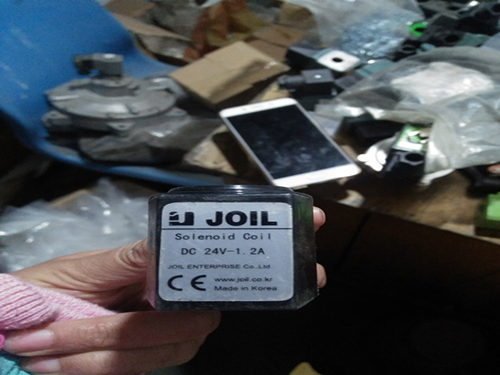 JOIL
Solenoid Coil
DC 24V-1.2A
JOIL ENTERPRISE Co.,Ltd.
CE www.joil.co.kr
Made in Korea